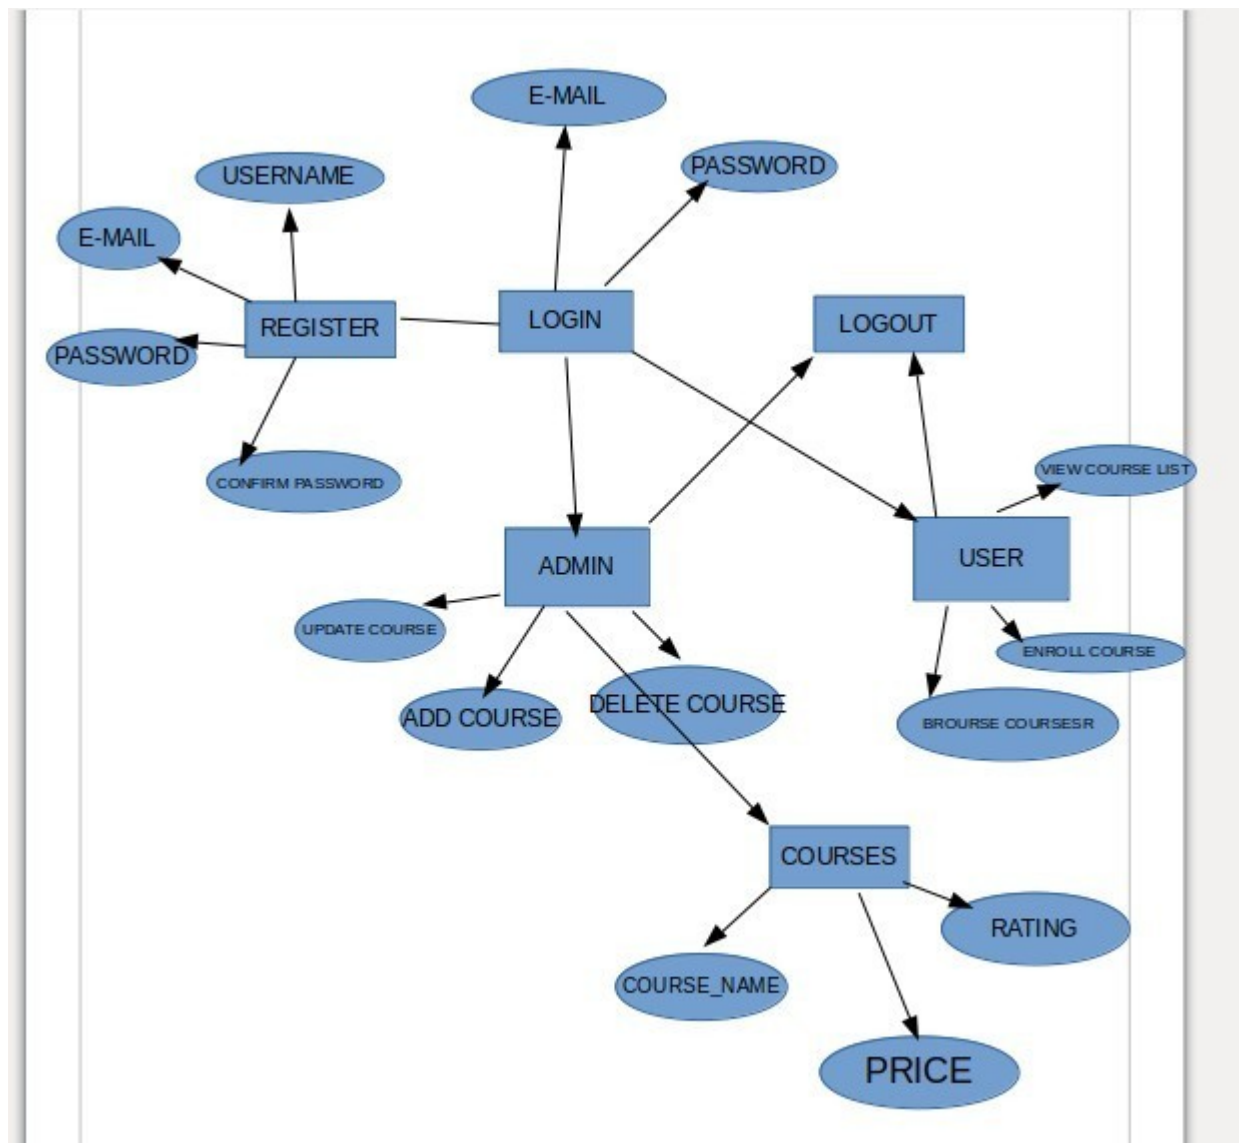 E-MAIL
PASSWORD
USERNAME
E-MAIL
REGISTER
LOGIN
LOGOUT
PASSWORD
CONFIRM PASSWORD
VIEW COURSE LIST
ADMIN
USER
UPDATE COURSE
ENROLL COURSE
ADD COURSE
DELETE COURSE
BROURSE COURSESR
COURSES
RATING
COURSE_NAME
PRICE